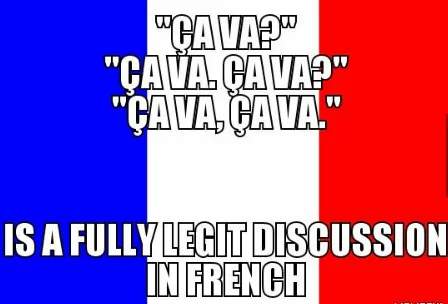 "ÇA VA?"
"ÇA VA. ÇA VA?"
"ÇA VA, ÇA VA."
IS A FULLY LEGIT DISCUSSION
IN FRENCH